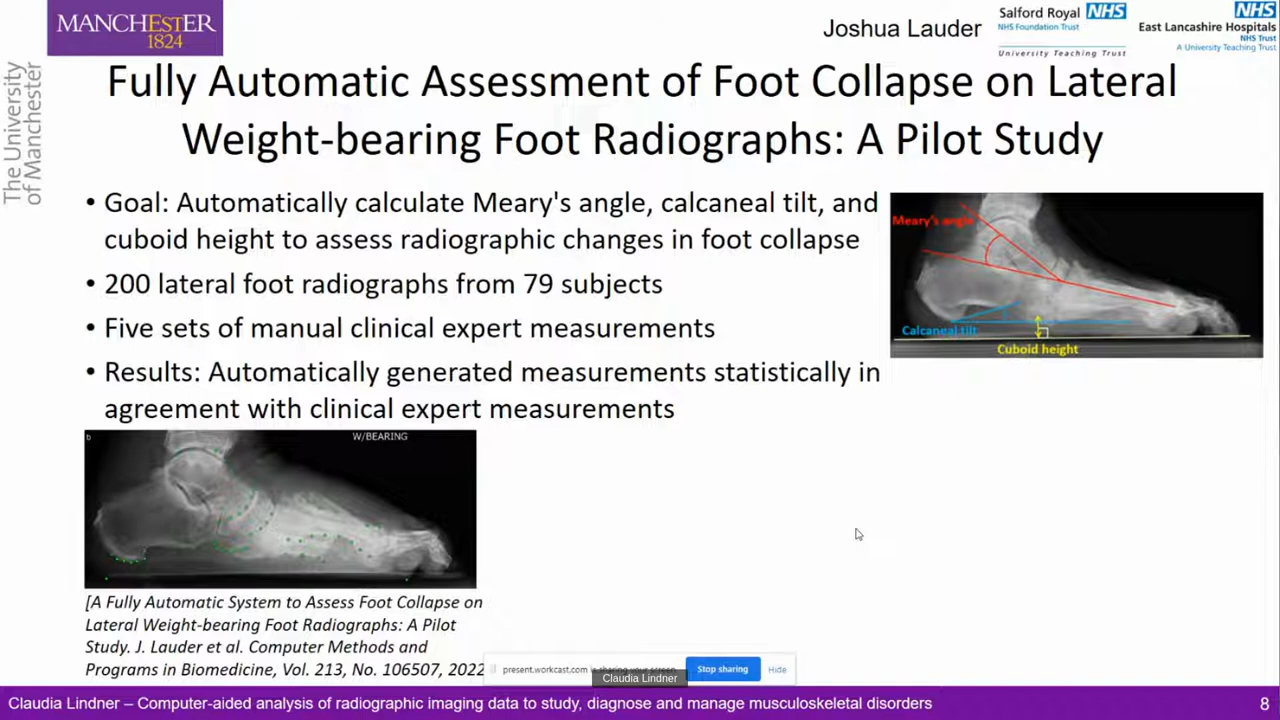 MANCHESTER
1824
The University
of Manchester
Joshua Lauder
Salford Royal NHS
NHS Foundation Trust
University Teaching Trust
NHS
East Lancashire Hospitals
NHS Trust
A University Teaching Trust
Fully Automatic Assessment of Foot Collapse on Lateral
Weight-bearing Foot Radiographs: A Pilot Study
• Goal: Automatically calculate Meary's angle, calcaneal tilt, and
cuboid height to assess radiographic changes in foot collapse
• 200 lateral foot radiographs from 79 subjects
• Five sets of manual clinical expert measurements
• Results: Automatically generated measurements statistically in
agreement with clinical expert measurements
Meary's angle
Calcaneal tilt
Cuboid height
b
W/BEARING
[A Fully Automatic System to Assess Foot Collapse on
Lateral Weight-bearing Foot Radiographs: A Pilot
Study. J. Lauder et al. Computer Methods and
Programs in Biomedicine, Vol. 213, No. 106507, 2022
present.workcast.com is sharing your screen.
Stop sharing
Hide
Claudia Lindner
Claudia Lindner – Computer-aided analysis of radiographic imaging data to study, diagnose and manage musculoskeletal disorders
8